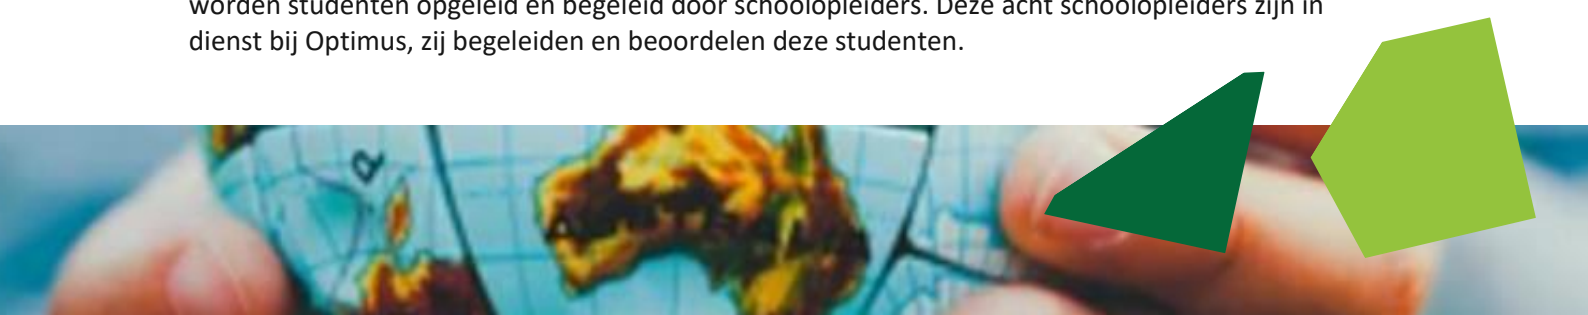 worden studenten opgeleid en begeleid door schoolopleiders. Deze acht schoolopleiders zijn in
dienst bij Optimus, zij begeleiden en beoordelen deze studenten.